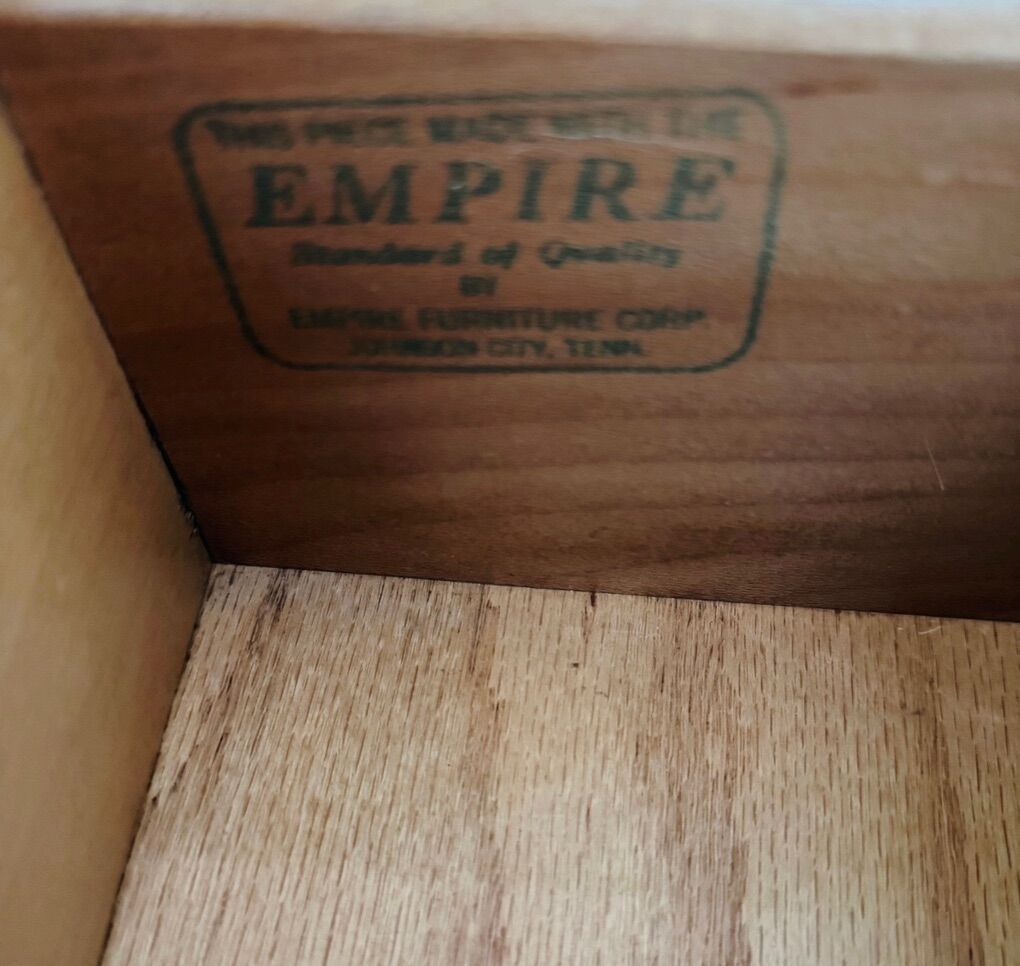 THIS PIECE MADE WITH THE
EMPIRE
Standard of Quality
BY
EMPIRE FURNITURE CORP.
JOHNSON CITY, TENN.